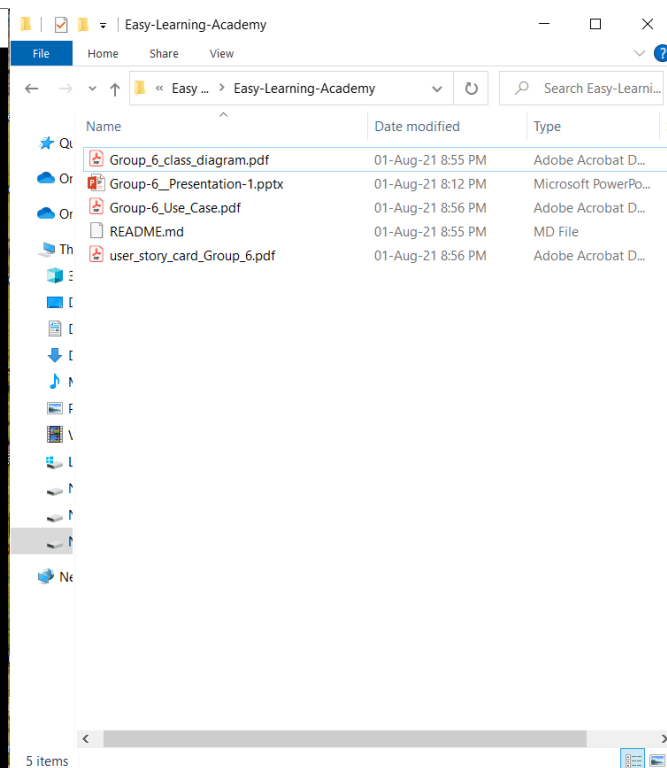 Easy-Learning-Academy
File Home Share View
« Easy ... > Easy-Learning-Academy Search Easy-Learni...
Name Date modified Type
Group_6_class_diagram.pdf 01-Aug-21 8:55 PM Adobe Acrobat D...
Group-6__Presentation-1.pptx 01-Aug-21 8:12 PM Microsoft PowerPo...
Group-6_Use_Case.pdf 01-Aug-21 8:56 PM Adobe Acrobat D...
README.md 01-Aug-21 8:55 PM MD File
user_story_card_Group_6.pdf 01-Aug-21 8:56 PM Adobe Acrobat D...
5 items